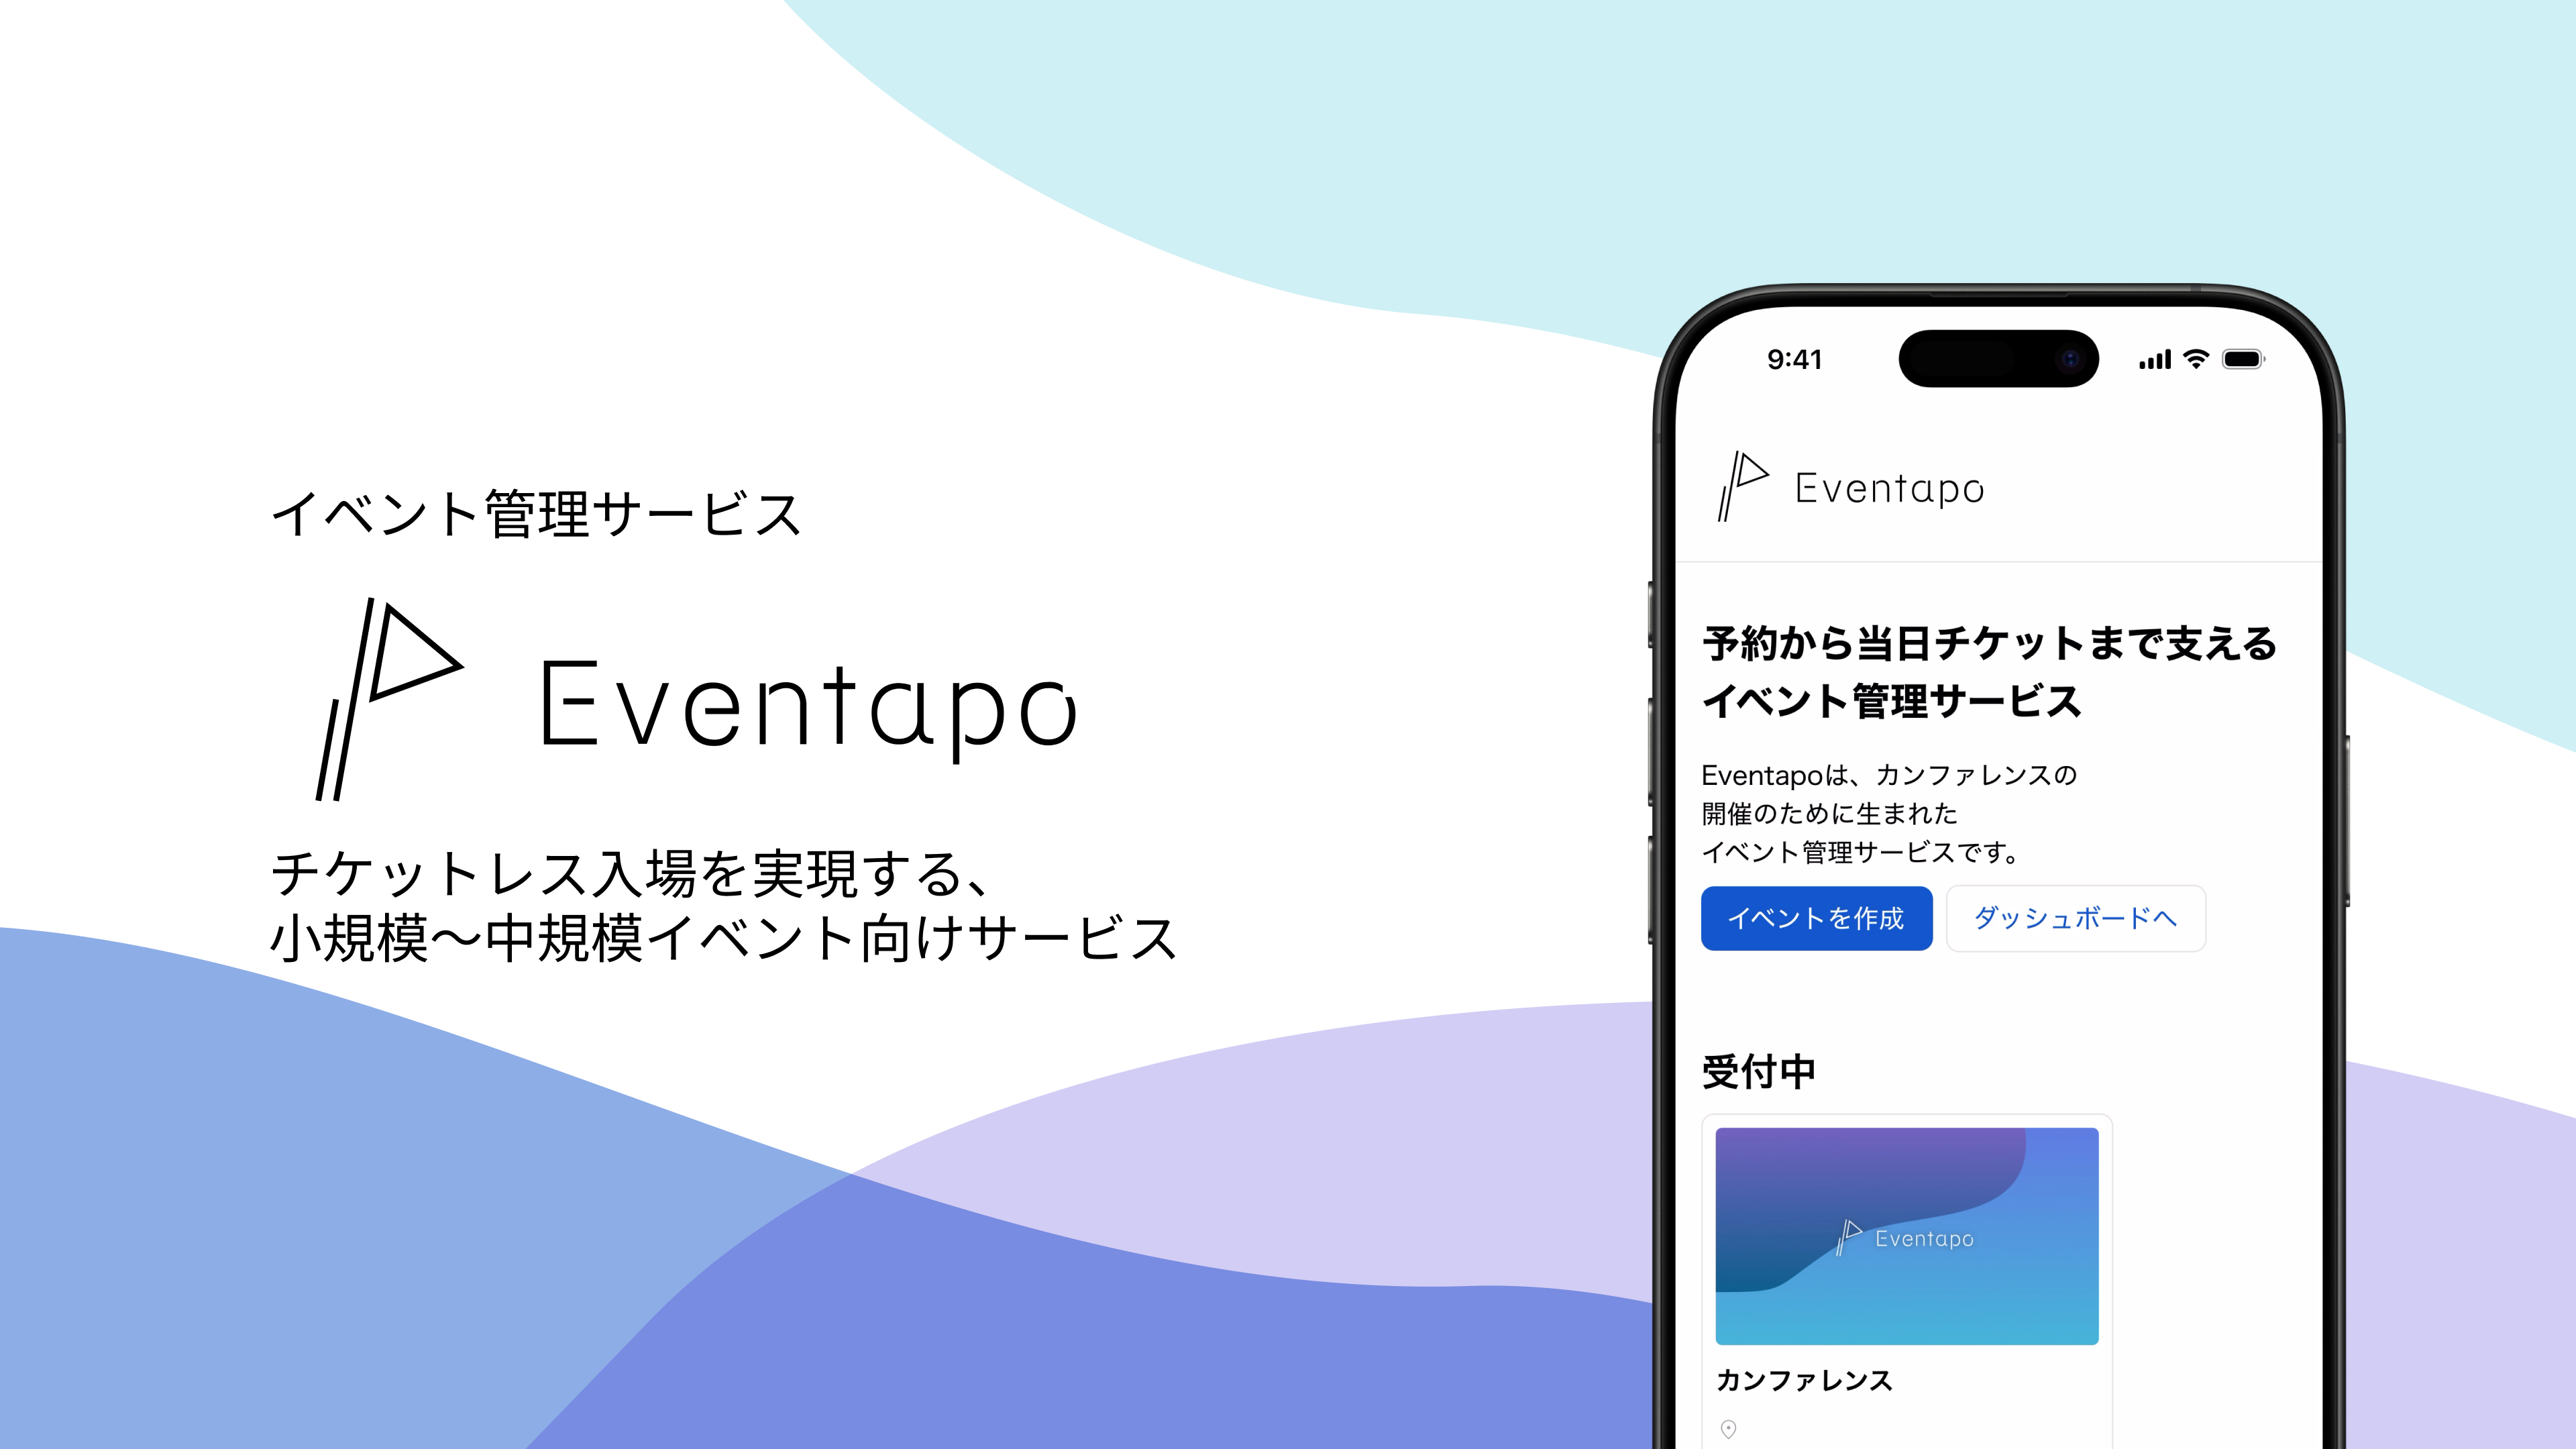 イベント管理サービス
Eventapo
チケットレス入場を実現する、
小規模〜中規模イベント向けサービス
9:41
Eventapo
予約から当日チケットまで支える
イベント管理サービス
Eventapoは、カンファレンスの
開催のために生まれた
イベント管理サービスです。
イベントを作成
ダッシュボードへ
受付中
Eventapo
カンファレンス